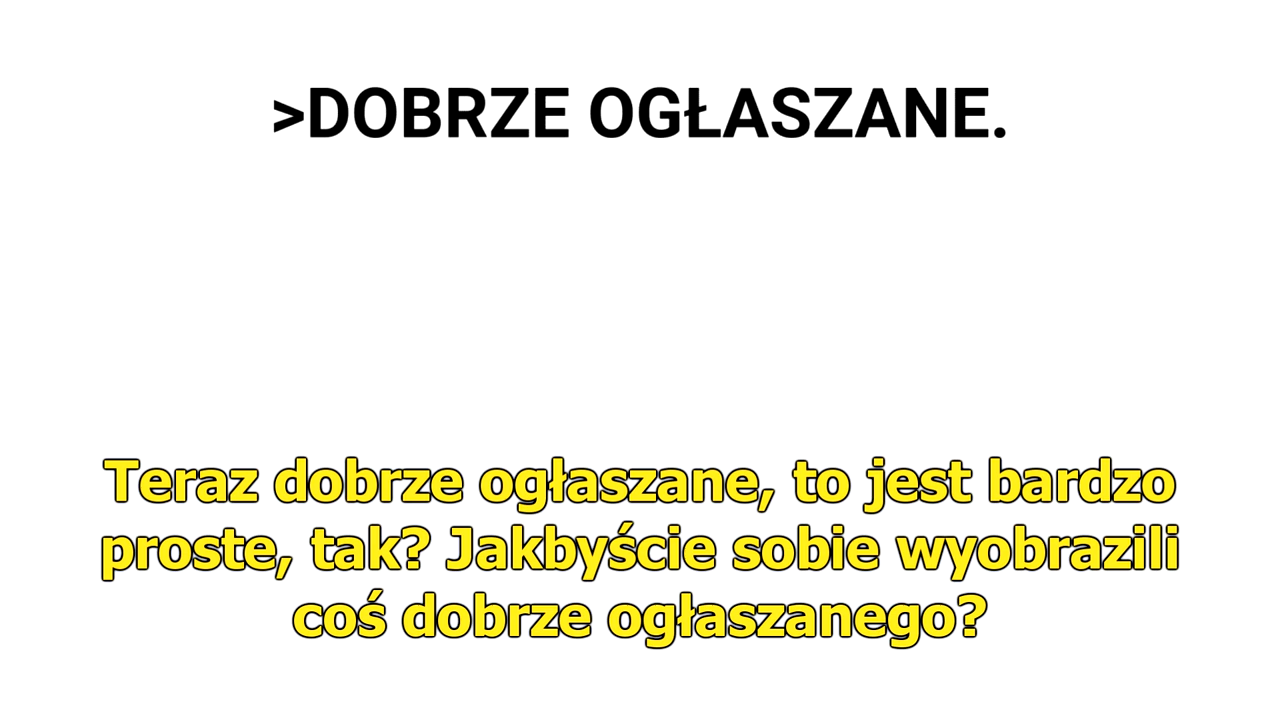 >DOBRZE OGŁASZANE.
Teraz dobrze ogłaszane, to jest bardzo
proste, tak? Jakbyście sobie wyobrazili
coś dobrze ogłaszanego?